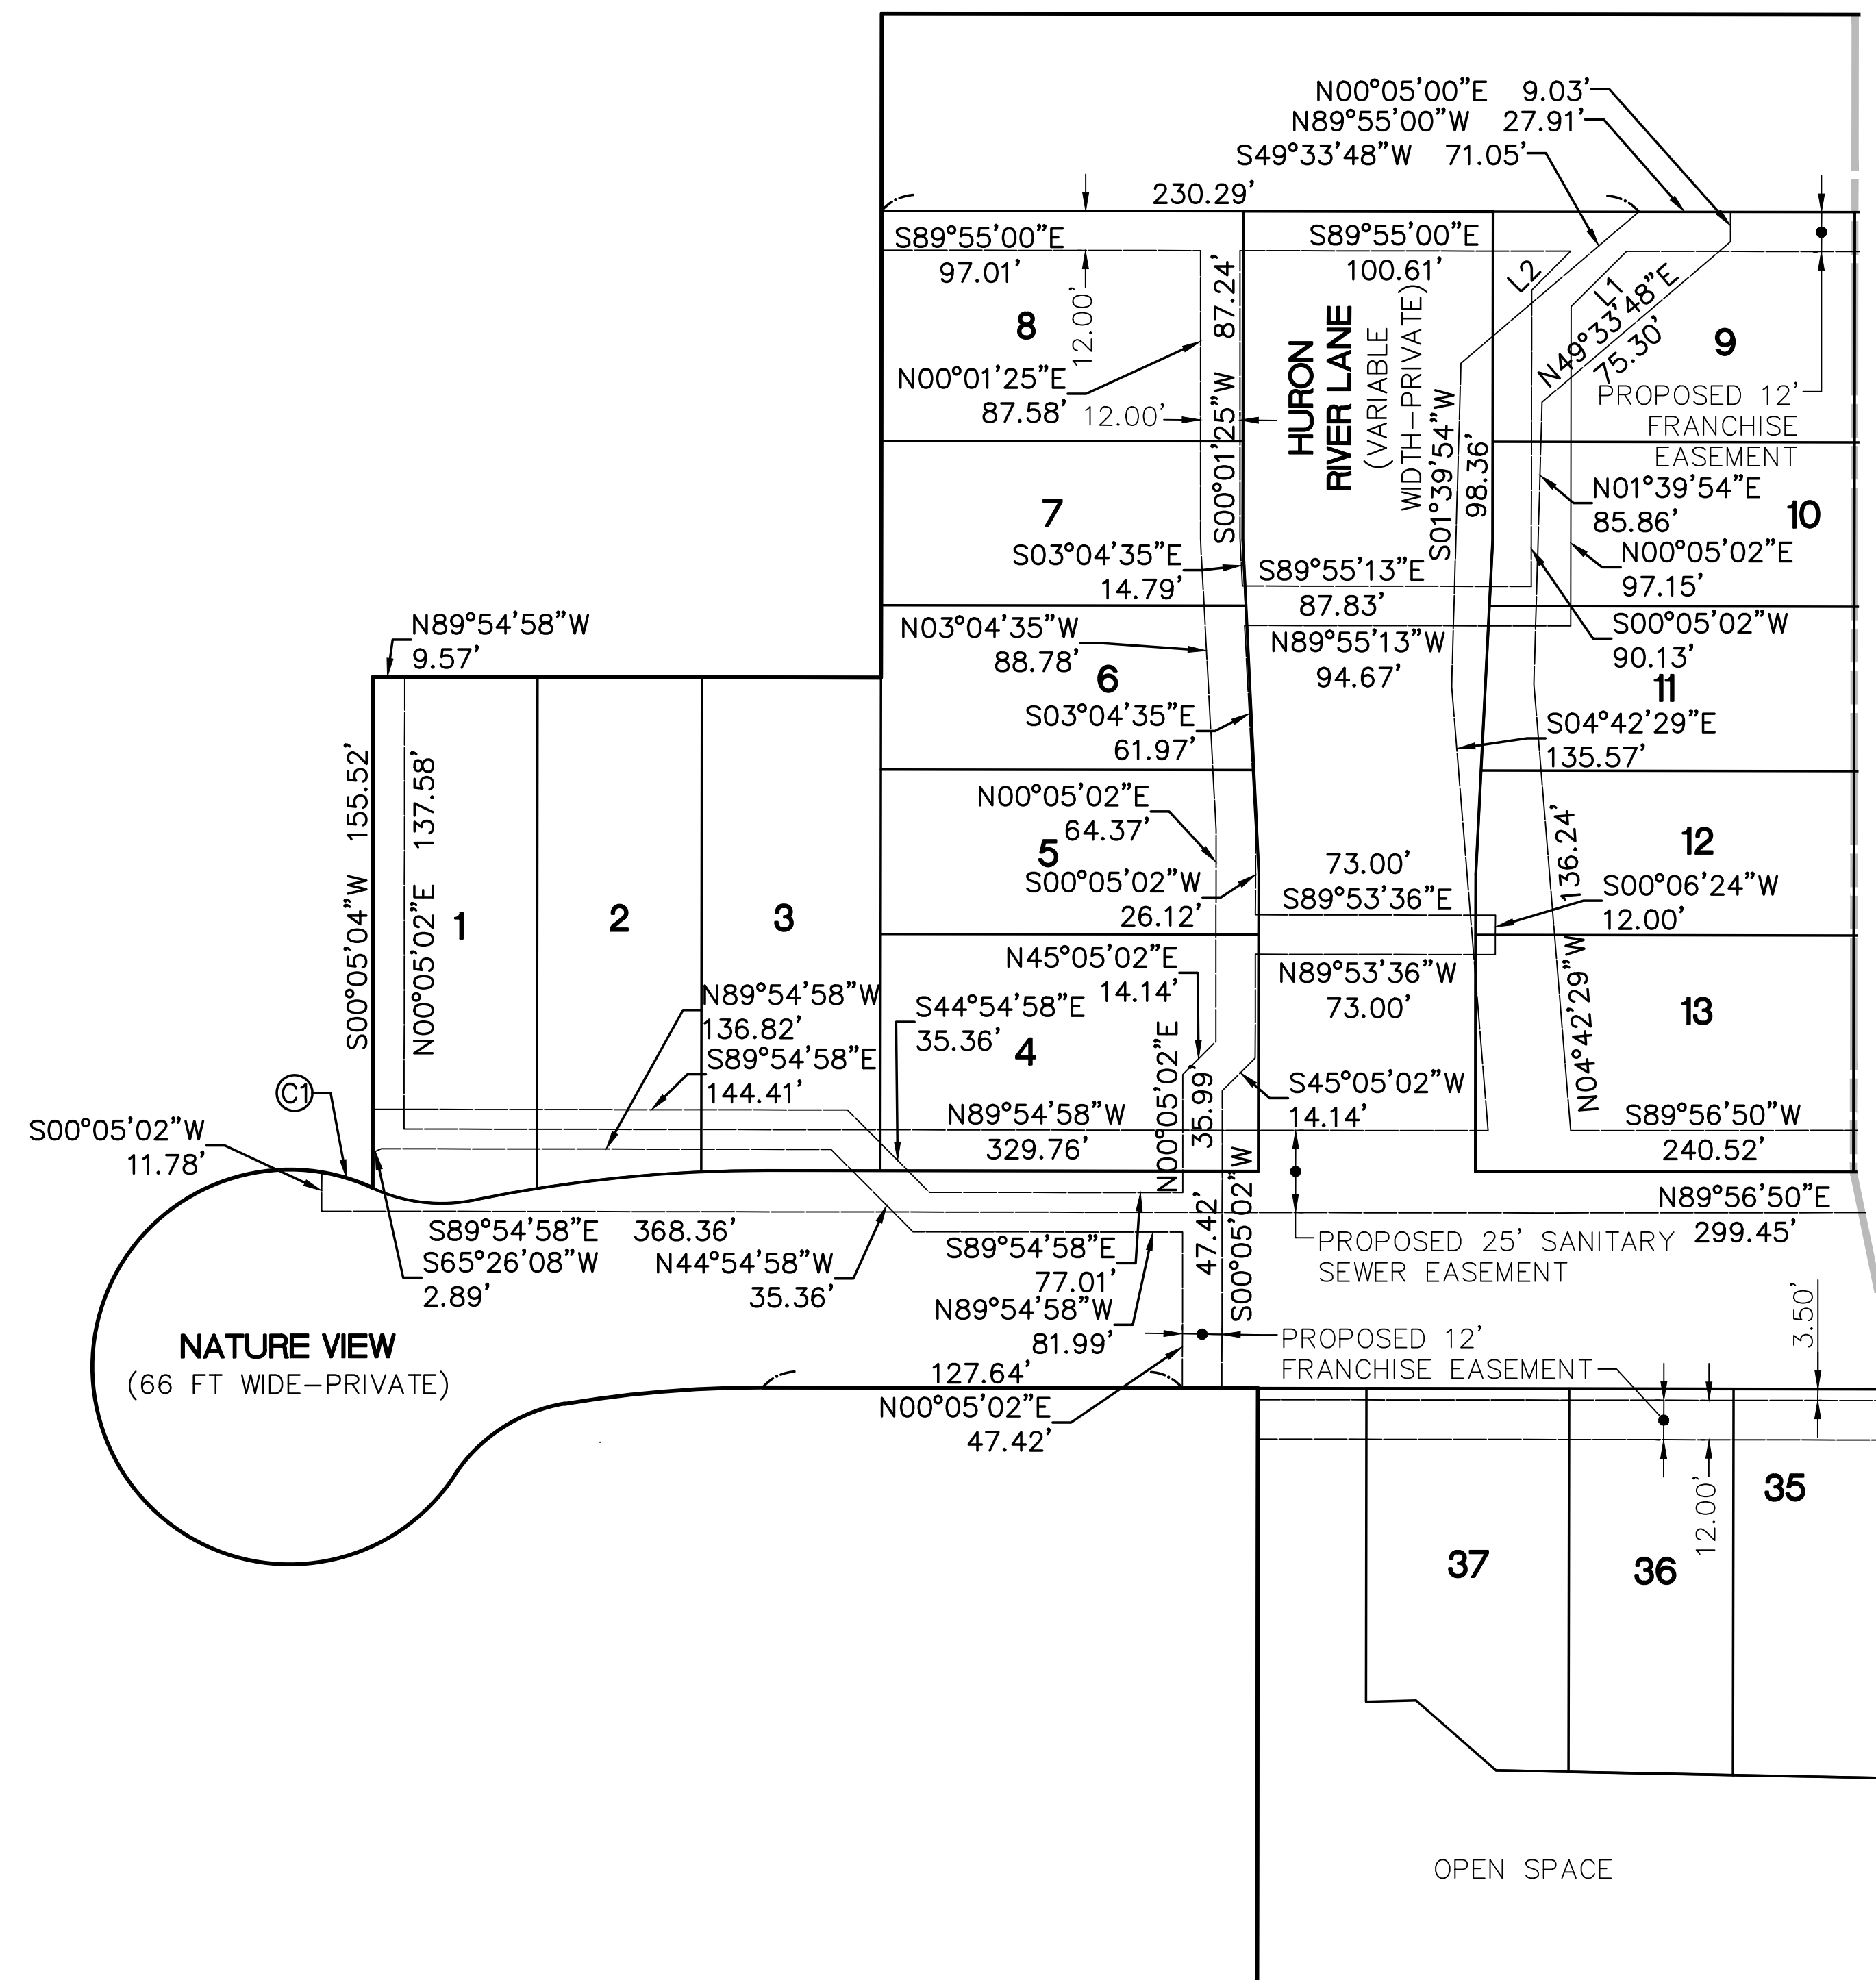 N00°05'00"E 9.03'
N89°55'00"W 27.91'
S49°33'48"W 71.05'
230.29'
S89°55'00"E
97.01'
12.00'
8
N00°01'25"E
87.58'
12.00'
S00°01'25"W 87.24'
S89°55'00"E
100.61'
HURON
RIVER LANE
(VARIABLE
WIDTH-PRIVATE)
L2
L1
N49°33'48"E
75.30'
9
PROPOSED 12'
FRANCHISE
EASEMENT
S01°39'54"W
98.36'
N01°39'54"E
85.86'
10
N00°05'02"E
97.15'
7
S03°04'35"E
14.79'
S89°55'13"E
87.83'
N89°55'13"W
94.67'
S00°05'02"W
90.13'
11
N03°04'35"W
88.78'
6
S03°04'35"E
61.97'
S04°42'29"E
135.57'
N89°54'58"W
9.57'
S00°05'04"W 155.52'
N00°05'02"E 137.58'
1
2
3
N00°05'02"E
64.37'
5
S00°05'02"W
26.12'
73.00'
S89°53'36"E
136.24'
N04°42'29"W
12
S00°06'24"W
12.00'
N45°05'02"E
14.14'
N89°53'36"W
73.00'
13
N89°54'58"W
136.82'
S89°54'58"E
144.41'
S44°54'58"E
35.36'
4
N00°05'02"E
35.99'
S45°05'02"W
14.14'
N89°54'58"W
329.76'
S89°56'50"W
240.52'
C1
S00°05'02"W
11.78'
S89°54'58"E 368.36'
S65°26'08"W
2.89'
N44°54'58"W
35.36'
S89°54'58"E
77.01'
N89°54'58"W
81.99'
47.42'
S00°05'02"W
N89°56'50"E
299.45'
PROPOSED 25' SANITARY
SEWER EASEMENT
NATURE VIEW
(66 FT WIDE-PRIVATE)
127.64'
N00°05'02"E
47.42'
PROPOSED 12'
FRANCHISE EASEMENT
3.50'
12.00'
37
36
35
OPEN SPACE